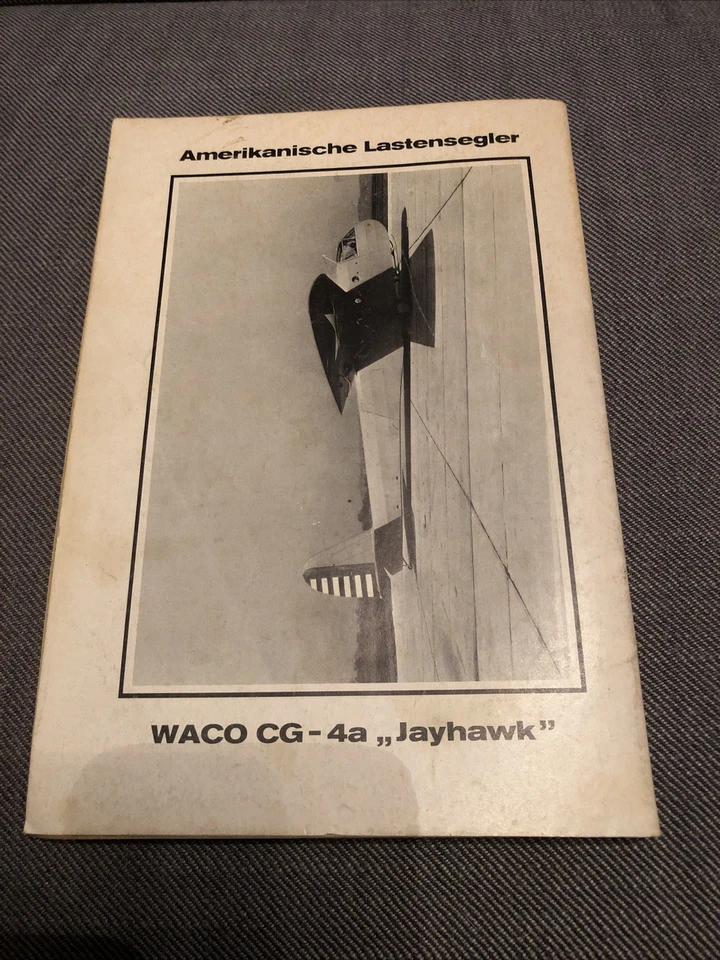 Amerikanische Lastensegler
WACO CG-4a „Jayhawk”